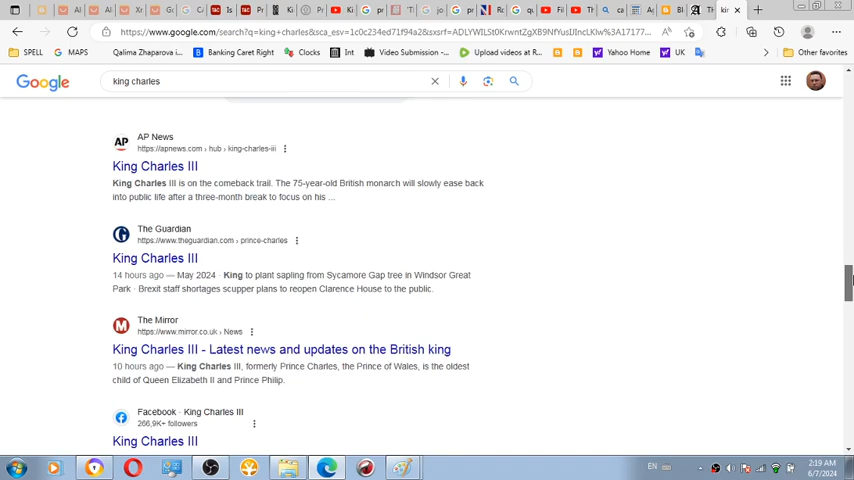 https://www.google.com/search?q=king+charles
SPELL
GMAPS
Qalima Zhaparova i...
Banking Caret Right
Clocks
Int
Video Submission -...
Upload videos at R...
Yahoo Home
UK
Other favorites
Google
king charles
AP News
https://apnews.com › hub › king-charles-iii
King Charles III
King Charles III is on the comeback trail. The 75-year-old British monarch will slowly ease back
into public life after a three-month break to focus on his ...
The Guardian
https://www.theguardian.com › prince-charles
King Charles III
14 hours ago — May 2024 · King to plant sapling from Sycamore Gap tree in Windsor Great
Park · Brexit staff shortages scupper plans to reopen Clarence House to the public.
The Mirror
https://www.mirror.co.uk › News
King Charles III - Latest news and updates on the British king
10 hours ago — King Charles III, formerly Prince Charles, the Prince of Wales, is the oldest
child of Queen Elizabeth II and Prince Philip.
Facebook · King Charles III
266,9K+ followers
King Charles III
EN
2:19 AM
6/7/2024